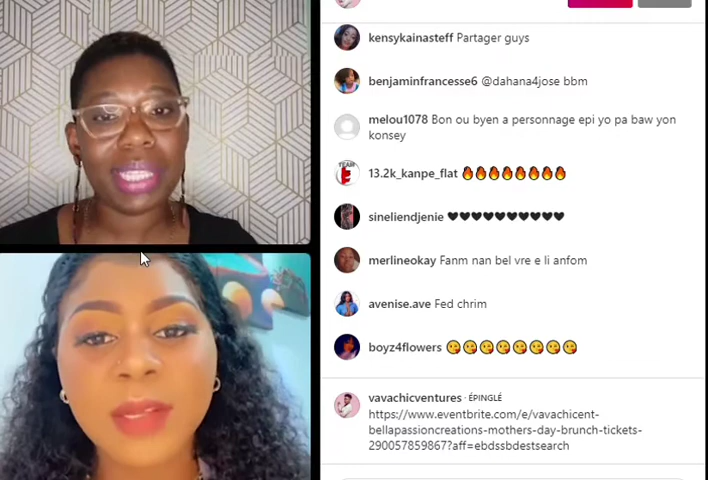 kensykainasteff Partager guys
benjaminfrancesse6 @dahana4jose bbm
melou1078 Bon ou byen a personnage epi yo pa baw yon
konsey
TEAM
E
13.2k_kanpe_flat 🔥🔥🔥🔥🔥🔥🔥🔥
sineliendjenie ♥♥♥♥♥♥♥♥♥♥
merlineokay Fanm nan bel vre e li anfom
avenise.ave Fed chrim
boyz4flowers 😘😘😘😘😘😘😘😘
vavachicventures · ÉPINGLÉ
https://www.eventbrite.com/e/vavachicent-
bellapassioncreations-mothers-day-brunch-tickets-
290057859867?aff=ebdssbdestsearch